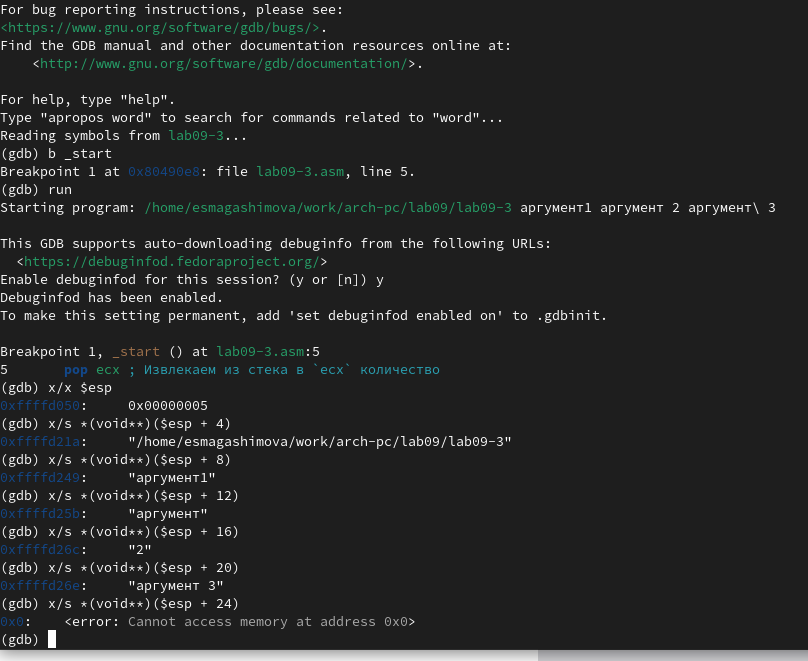 For bug reporting instructions, please see:
<https://www.gnu.org/software/gdb/bugs/>.
Find the GDB manual and other documentation resources online at:
    <http://www.gnu.org/software/gdb/documentation/>.

For help, type "help".
Type "apropos word" to search for commands related to "word"...
Reading symbols from lab09-3...
(gdb) b _start
Breakpoint 1 at 0x80490e8: file lab09-3.asm, line 5.
(gdb) run
Starting program: /home/esmagashimova/work/arch-pc/lab09/lab09-3 аргумент1 аргумент 2 аргумент\ 3

This GDB supports auto-downloading debuginfo from the following URLs:
  <https://debuginfod.fedoraproject.org/>
Enable debuginfod for this session? (y or [n]) y
Debuginfod has been enabled.
To make this setting permanent, add 'set debuginfod enabled on' to .gdbinit.

Breakpoint 1, _start () at lab09-3.asm:5
5       pop ecx ; Извлекаем из стека в `ecx` количество
(gdb) x/x $esp
0xffffd050:     0x00000005
(gdb) x/s *(void**)($esp + 4)
0xffffd21a:     "/home/esmagashimova/work/arch-pc/lab09/lab09-3"
(gdb) x/s *(void**)($esp + 8)
0xffffd249:     "аргумент1"
(gdb) x/s *(void**)($esp + 12)
0xffffd25b:     "аргумент"
(gdb) x/s *(void**)($esp + 16)
0xffffd26c:     "2"
(gdb) x/s *(void**)($esp + 20)
0xffffd26e:     "аргумент 3"
(gdb) x/s *(void**)($esp + 24)
0x0:    <error: Cannot access memory at address 0x0>
(gdb)